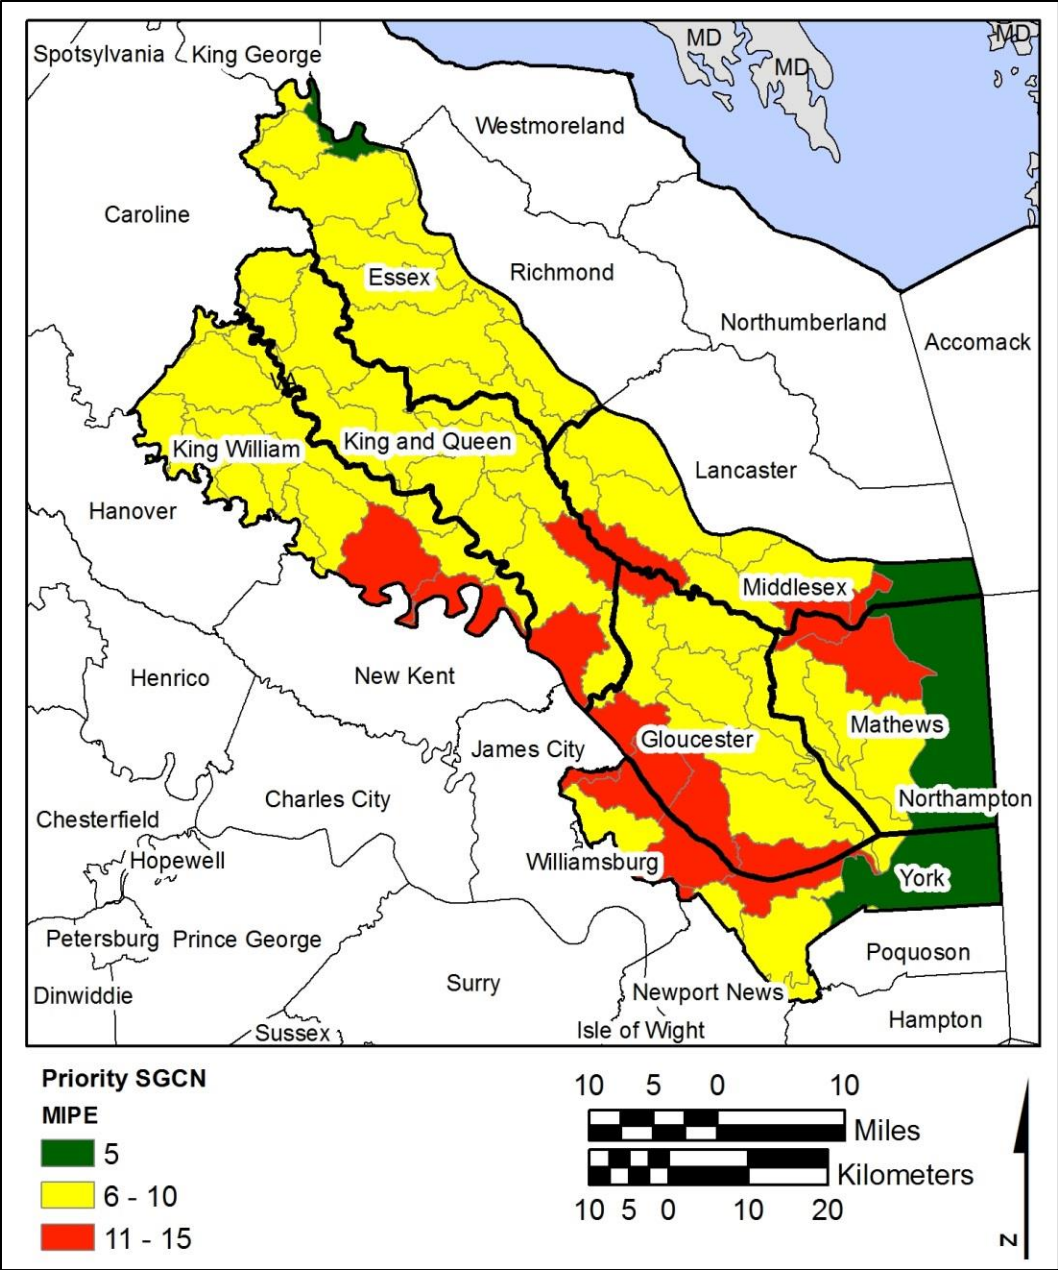 MD
MD
Spotsylvania
King George
MD
Westmoreland
Caroline
Essex
Richmond
Northumberland
Accomack
VA
King William
King and Queen
Lancaster
Hanover
Middlesex
Henrico
New Kent
Mathews
James City
Gloucester
Northampton
Charles City
Chesterfield
Hopewell
Williamsburg
York
Petersburg
Prince George
Poquoson
Surry
Dinwiddie
Newport News
Sussex
Isle of Wight
Hampton
Priority SGCN
MIPE
5
6 - 10
11 - 15
10 5 0 10
Miles
Kilometers
10 5 0 10 20
N